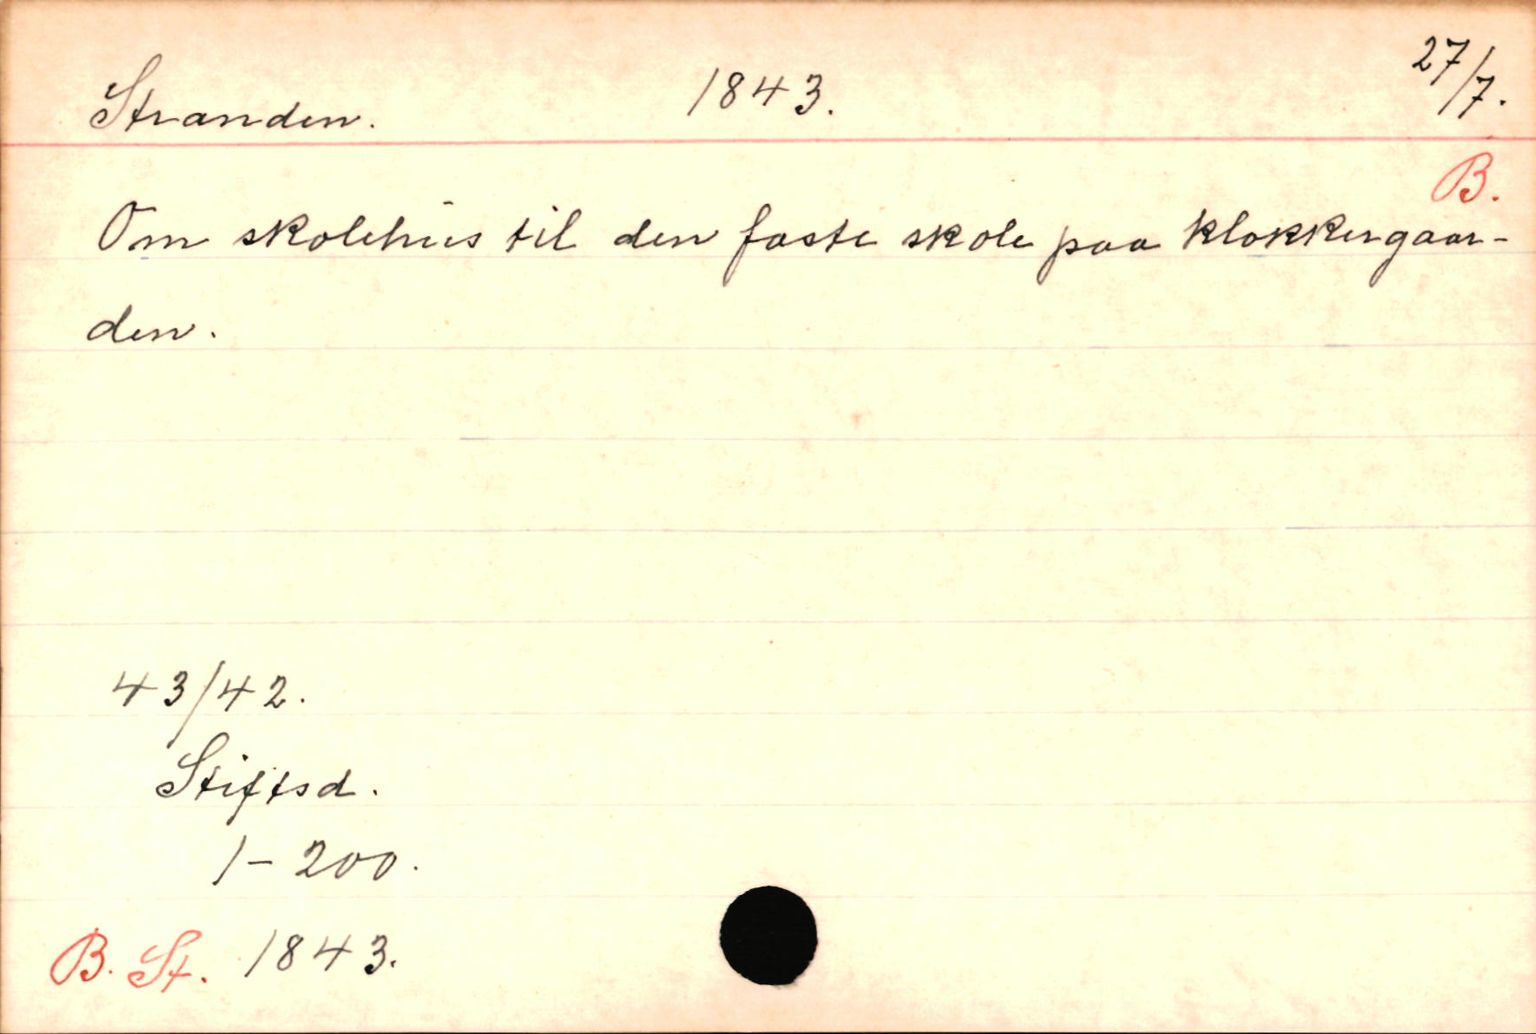 Stranden. 1843. 27/7.
B.
Om skolehus til den faste skole paa klokkergaar-
den.
43/42.
Stiftsd.
1-200.
B. St. 1843.